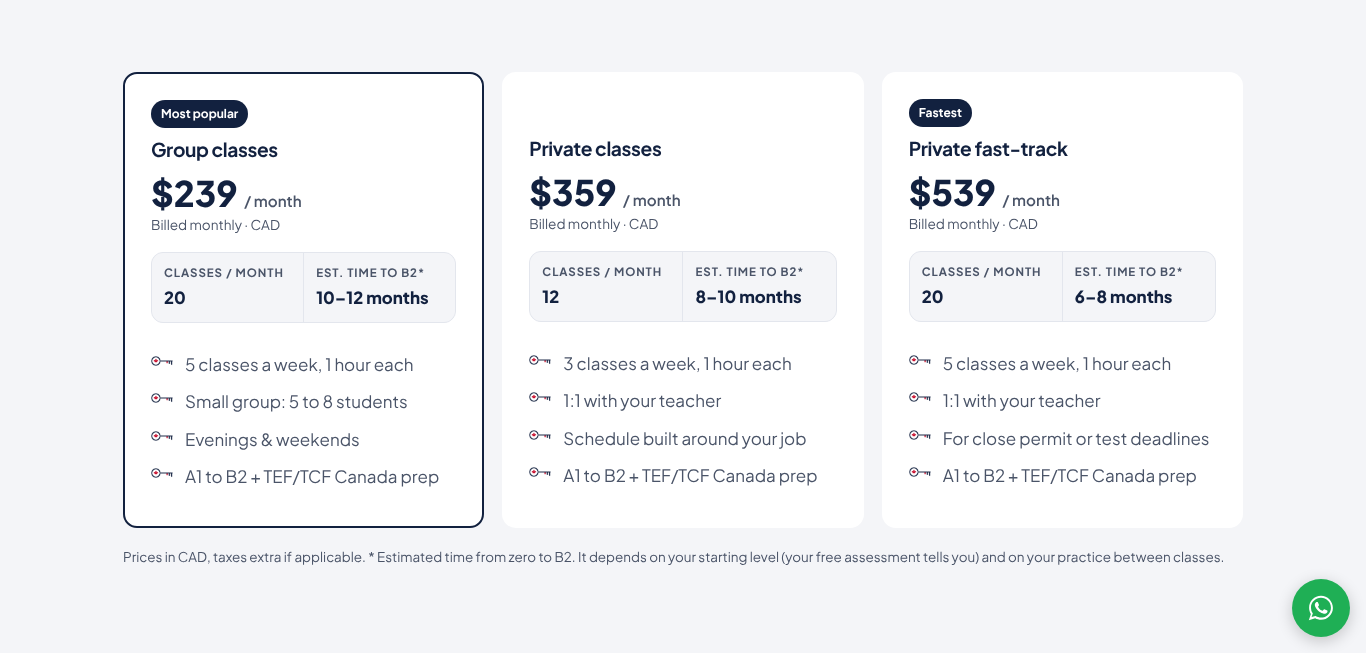 Most popular
Group classes
$239 / month
Billed monthly · CAD
CLASSES / MONTH
20
EST. TIME TO B2*
10–12 months
5 classes a week, 1 hour each
Small group: 5 to 8 students
Evenings & weekends
A1 to B2 + TEF/TCF Canada prep
Private classes
$359 / month
Billed monthly · CAD
CLASSES / MONTH
12
EST. TIME TO B2*
8–10 months
3 classes a week, 1 hour each
1:1 with your teacher
Schedule built around your job
A1 to B2 + TEF/TCF Canada prep
Fastest
Private fast-track
$539 / month
Billed monthly · CAD
CLASSES / MONTH
20
EST. TIME TO B2*
6–8 months
5 classes a week, 1 hour each
1:1 with your teacher
For close permit or test deadlines
A1 to B2 + TEF/TCF Canada prep
Prices in CAD, taxes extra if applicable. * Estimated time from zero to B2. It depends on your starting level (your free assessment tells you) and on your practice between classes.